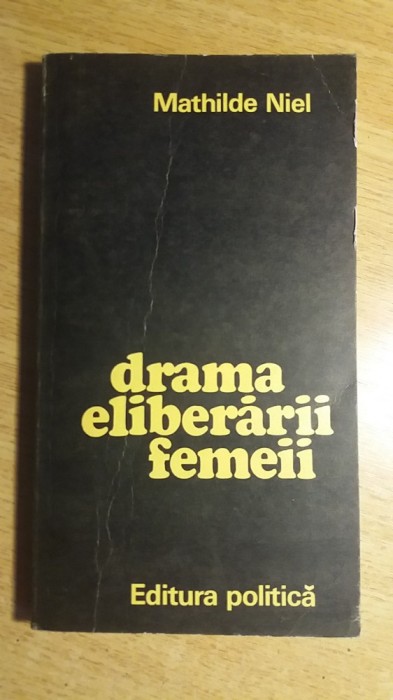 Mathilde Niel
drama
eliberării
femeii
Editura politică